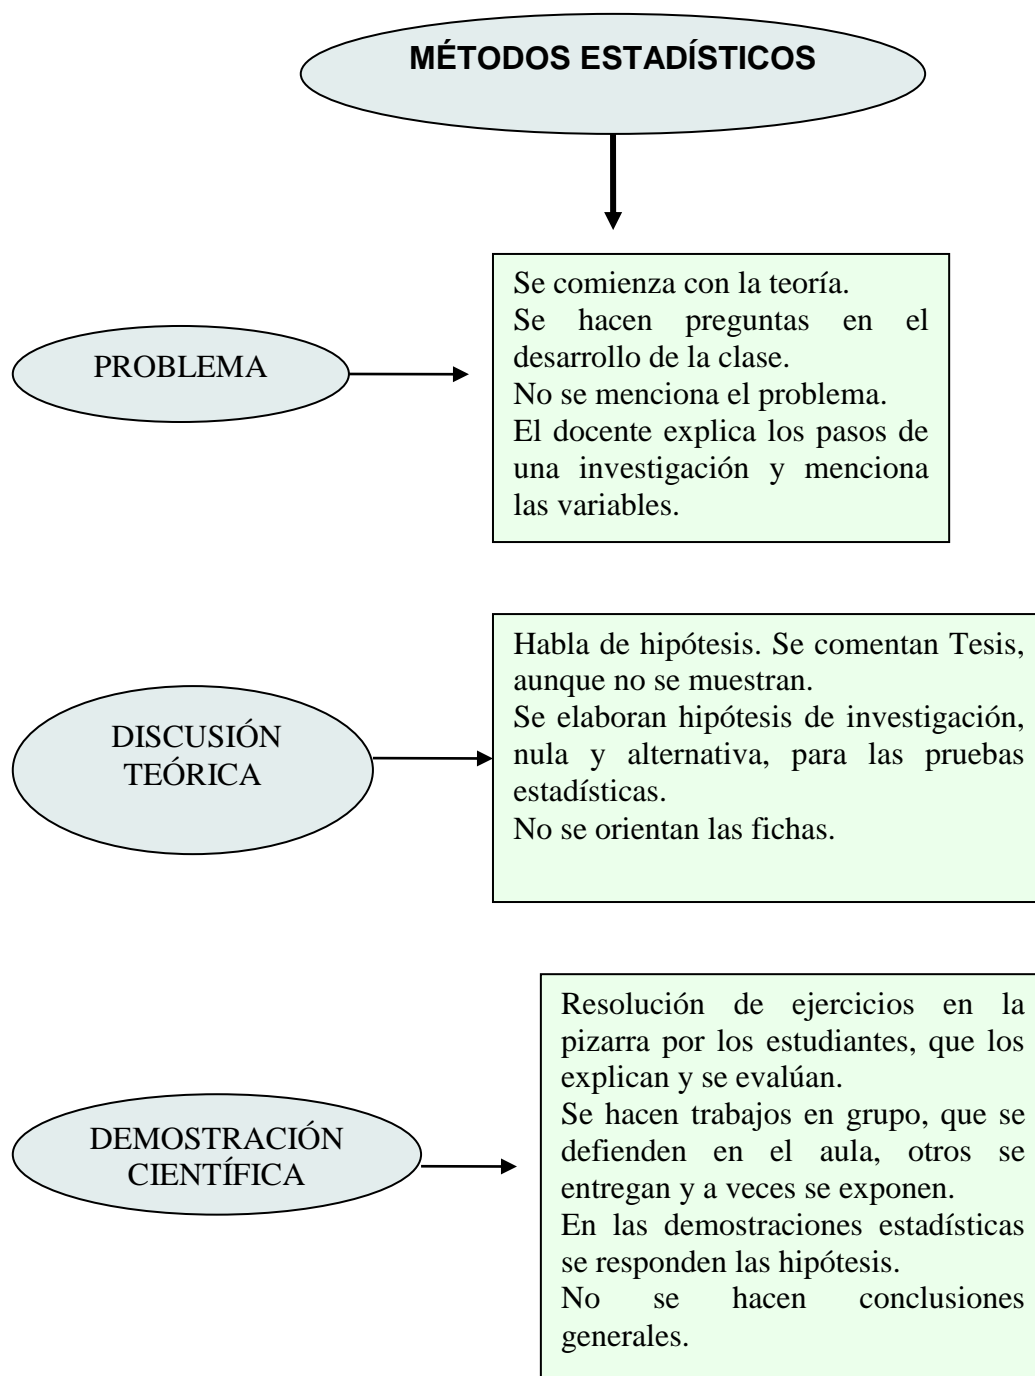 MÉTODOS ESTADÍSTICOS
PROBLEMA
Se comienza con la teoría.
Se hacen preguntas en el
desarrollo de la clase.
No se menciona el problema.
El docente explica los pasos de
una investigación y menciona
las variables.
DISCUSIÓN
TEÓRICA
Habla de hipótesis. Se comentan Tesis,
aunque no se muestran.
Se elaboran hipótesis de investigación,
nula y alternativa, para las pruebas
estadísticas.
No se orientan las fichas.
DEMOSTRACIÓN
CIENTÍFICA
Resolución de ejercicios en la
pizarra por los estudiantes, que los
explican y se evalúan.
Se hacen trabajos en grupo, que se
defienden en el aula, otros se
entregan y a veces se exponen.
En las demostraciones estadísticas
se responden las hipótesis.
No se hacen conclusiones
generales.